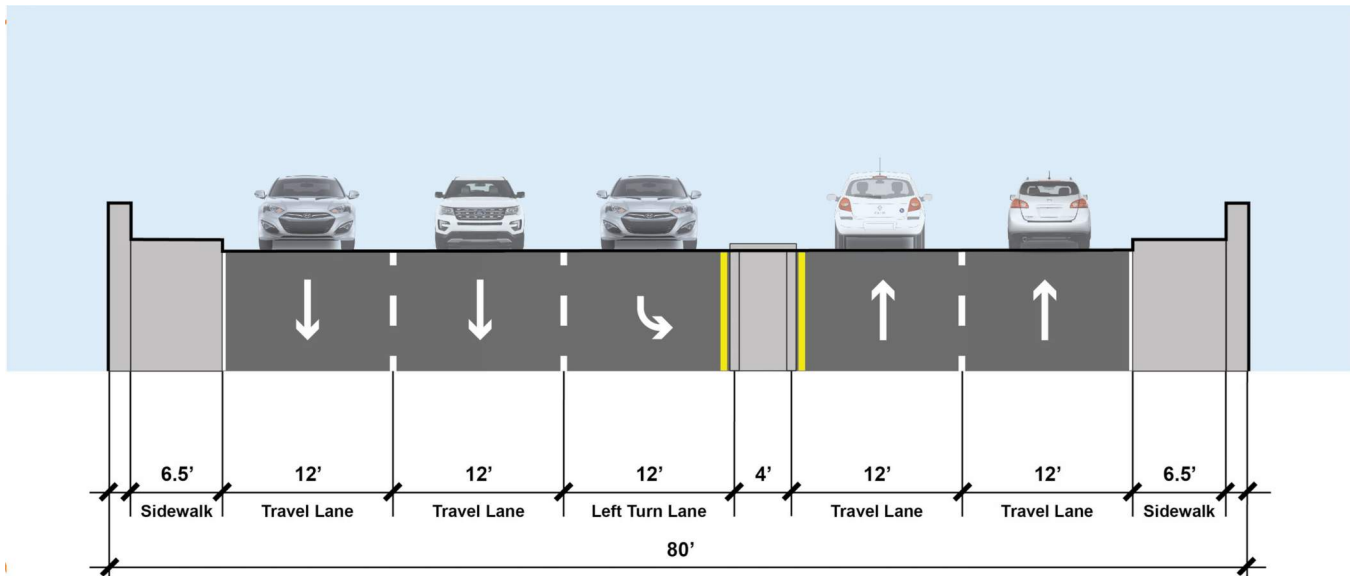 6.5’ 12’ 12’ 12’ 4’ 12’ 12’ 6.5’
Sidewalk Travel Lane Travel Lane Left Turn Lane Travel Lane Travel Lane Sidewalk
80’